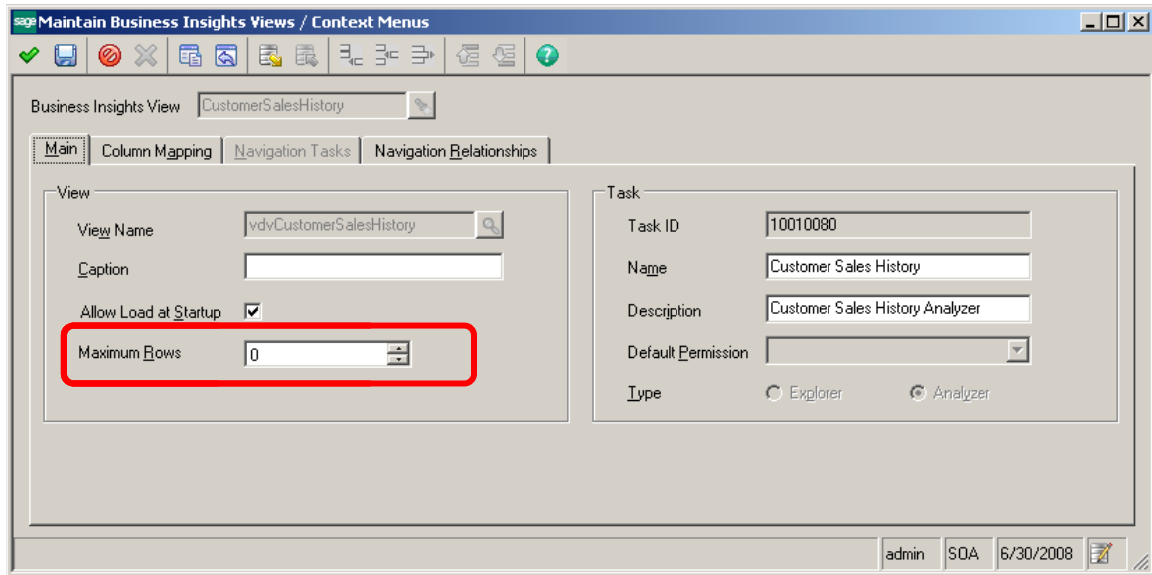 sage Maintain Business Insights Views / Context Menus
Business Insights View CustomerSalesHistory
Main Column Mapping Navigation Tasks Navigation Relationships
View
View Name vdvCustomerSalesHistory
Caption
Allow Load at Startup
Maximum Rows 0
Task
Task ID 10010080
Name Customer Sales History
Description Customer Sales History Analyzer
Default Permission
Type Explorer Analyzer
admin SOA 6/30/2008